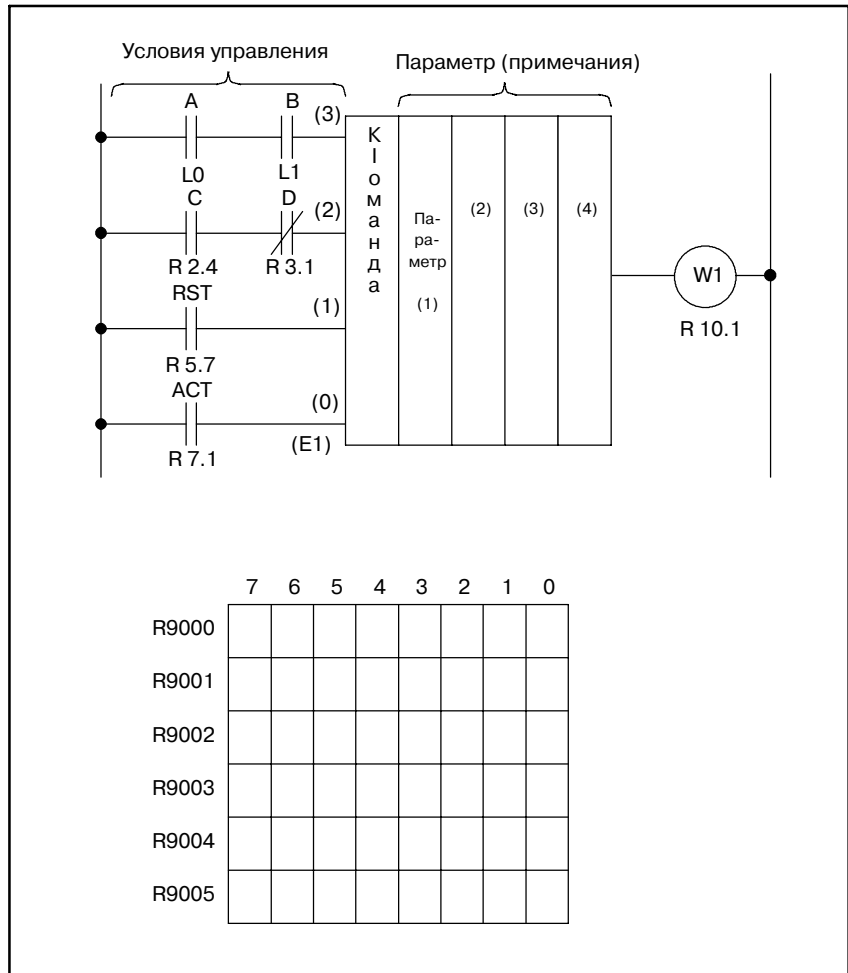 Условия управления
Параметр (примечания)
A B (3)
L0 L1
C D (2)
R 2.4 R 3.1
RST
(1)
R 5.7
ACT
(0)
(E1)
R 7.1
КIоманда
Па-
ра-
метр
(1)
(2) (3) (4)
W1
R 10.1
7 6 5 4 3 2 1 0
R9000
R9001
R9002
R9003
R9004
R9005